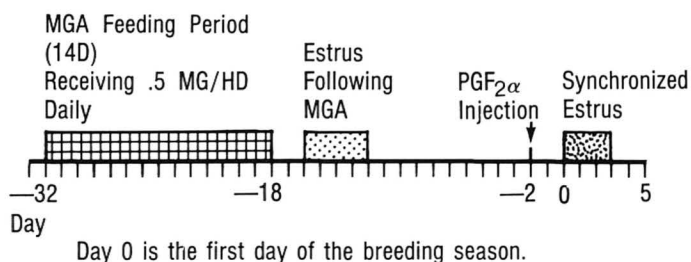 MGA Feeding Period
(14D)
Receiving .5 MG/HD
Daily
Estrus
Following
MGA
PGF₂α
Injection
Synchronized
Estrus
—32
—18
—2
0
5
Day
Day 0 is the first day of the breeding season.